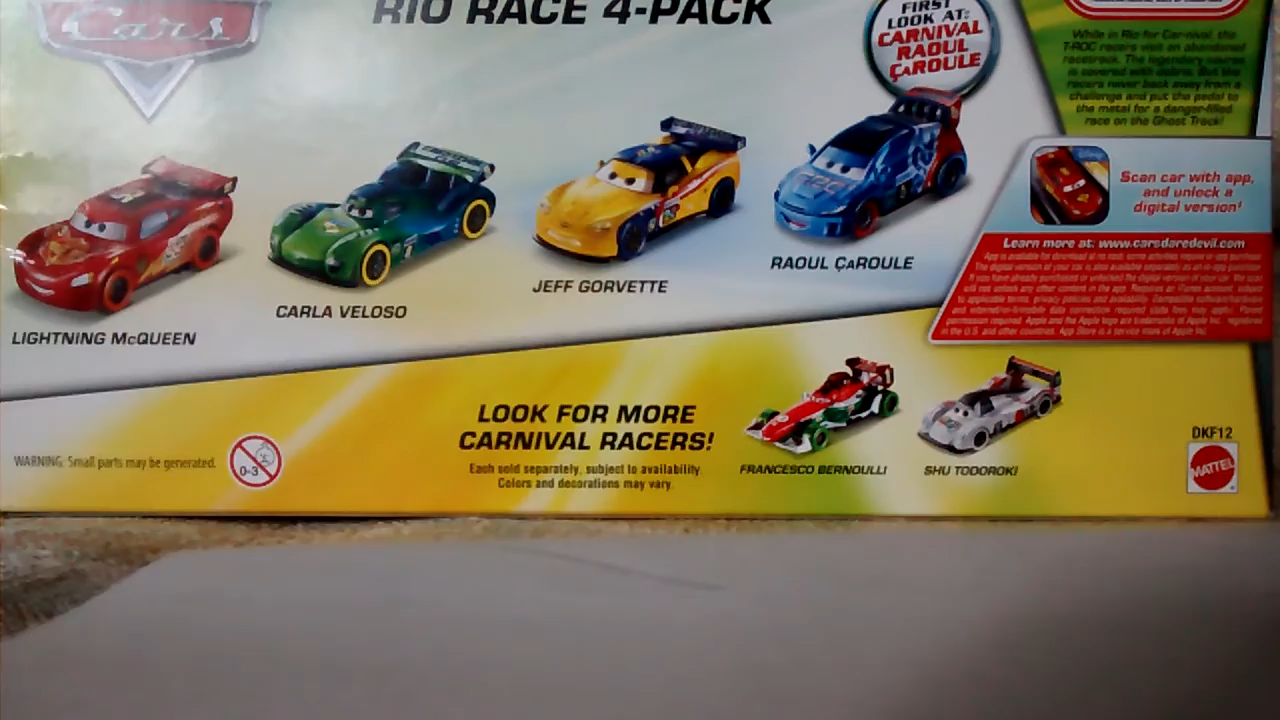 Cars
RIO RACE 4-PACK
FIRST
LOOK AT:
CARNIVAL
RAOUL
ÇAROULE
While in Rio for Car-nival, the
T-ROC racers visit an abandoned
racetrack. The legendary course
is covered with debris. But the
racers never back away from a
challenge and put the pedal to
the metal for a danger-filled
race on the Ghost Track!
Scan car with app,
and unlock a
digital version!
Learn more at: www.carsdaredevil.com
LIGHTNING McQUEEN
CARLA VELOSO
JEFF GORVETTE
RAOUL ÇAROULE
LOOK FOR MORE
CARNIVAL RACERS!
Each sold separately, subject to availability.
Colors and decorations may vary.
FRANCESCO BERNOULLI
SHU TODOROKI
WARNING: Small parts may be generated.
0-3
DKF12
MATTEL